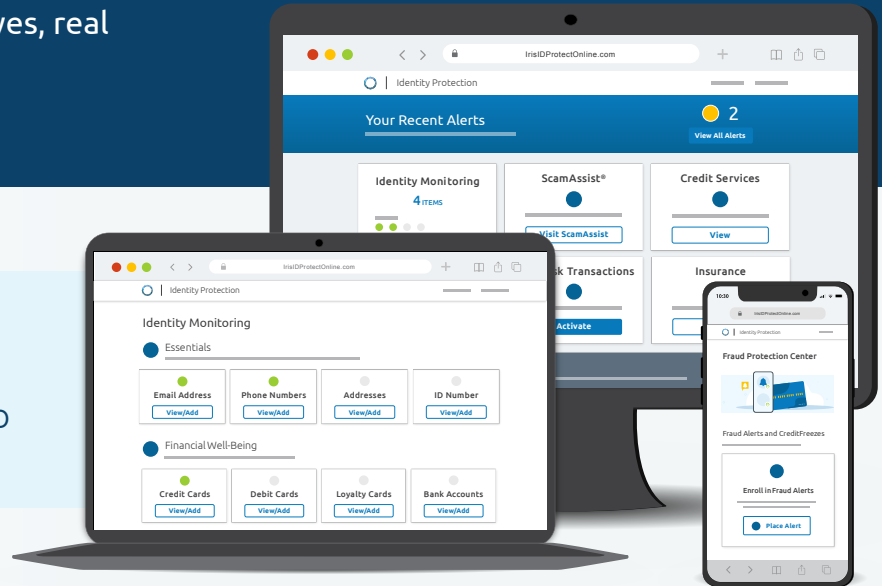 yes, real
IrisIDProtectOnline.com
Identity Protection
Your Recent Alerts
2
View All Alerts
Identity Monitoring
4 ITEMS
ScamAssist®
Visit ScamAssist
Credit Services
View
Transactions
Activate
Insurance
IrisIDProtectOnline.com
Identity Protection
Identity Monitoring
Essentials
Email Address
View/Add
Phone Numbers
View/Add
Addresses
View/Add
ID Number
View/Add
Financial Well-Being
Credit Cards
View/Add
Debit Cards
View/Add
Loyalty Cards
View/Add
Bank Accounts
View/Add
10:30
IrisIDProtectOnline.com
Identity Protection
Fraud Protection Center
Fraud Alerts and CreditFreezes
Enroll in Fraud Alerts
Place Alert